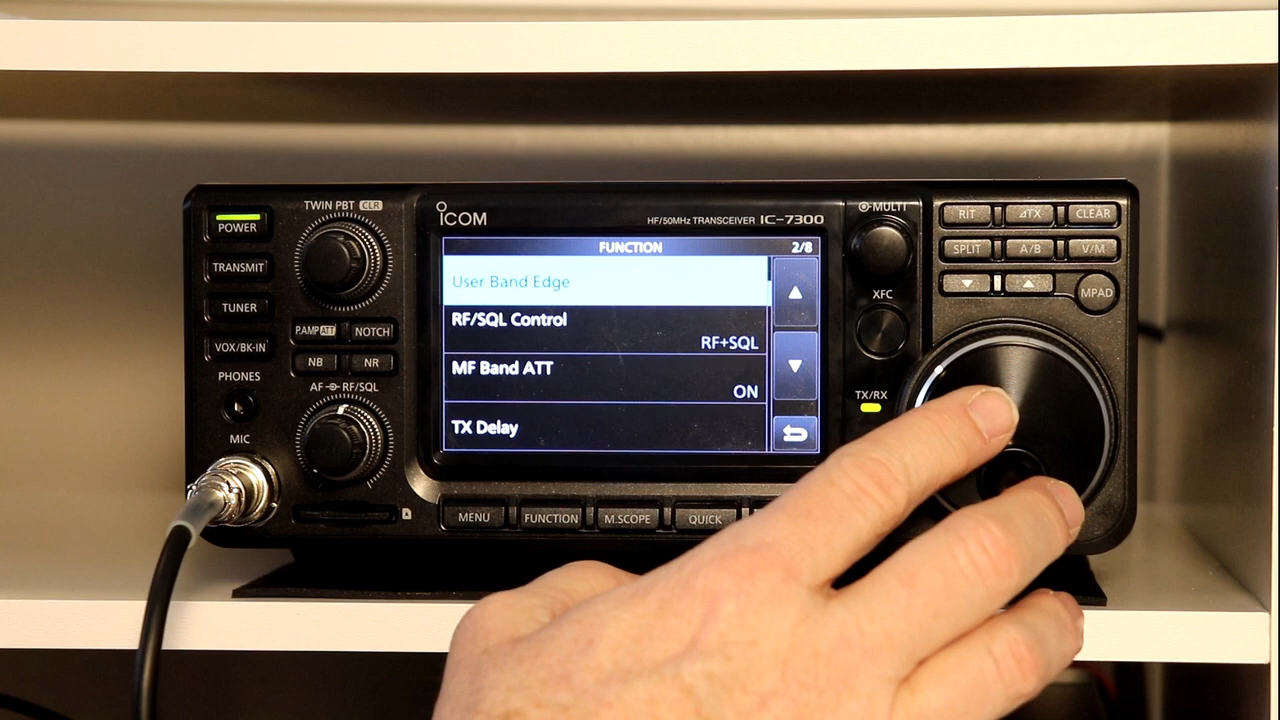 POWER
TRANSMIT
TUNER
VOX/BK-IN
PHONES
MIC
TWIN PBT CLR
P.AMP ATT NOTCH
NB NR
AF RF/SQL
ICOM
HF/50MHz TRANSCEIVER IC-7300
FUNCTION 2/8
User Band Edge
RF/SQL Control
RF+SQL
MF Band ATT
ON
TX Delay
MENU FUNCTION M.SCOPE QUICK
MULTI
XFC
TX/RX
RIT ⊿TX CLEAR
SPLIT A/B V/M
MPAD